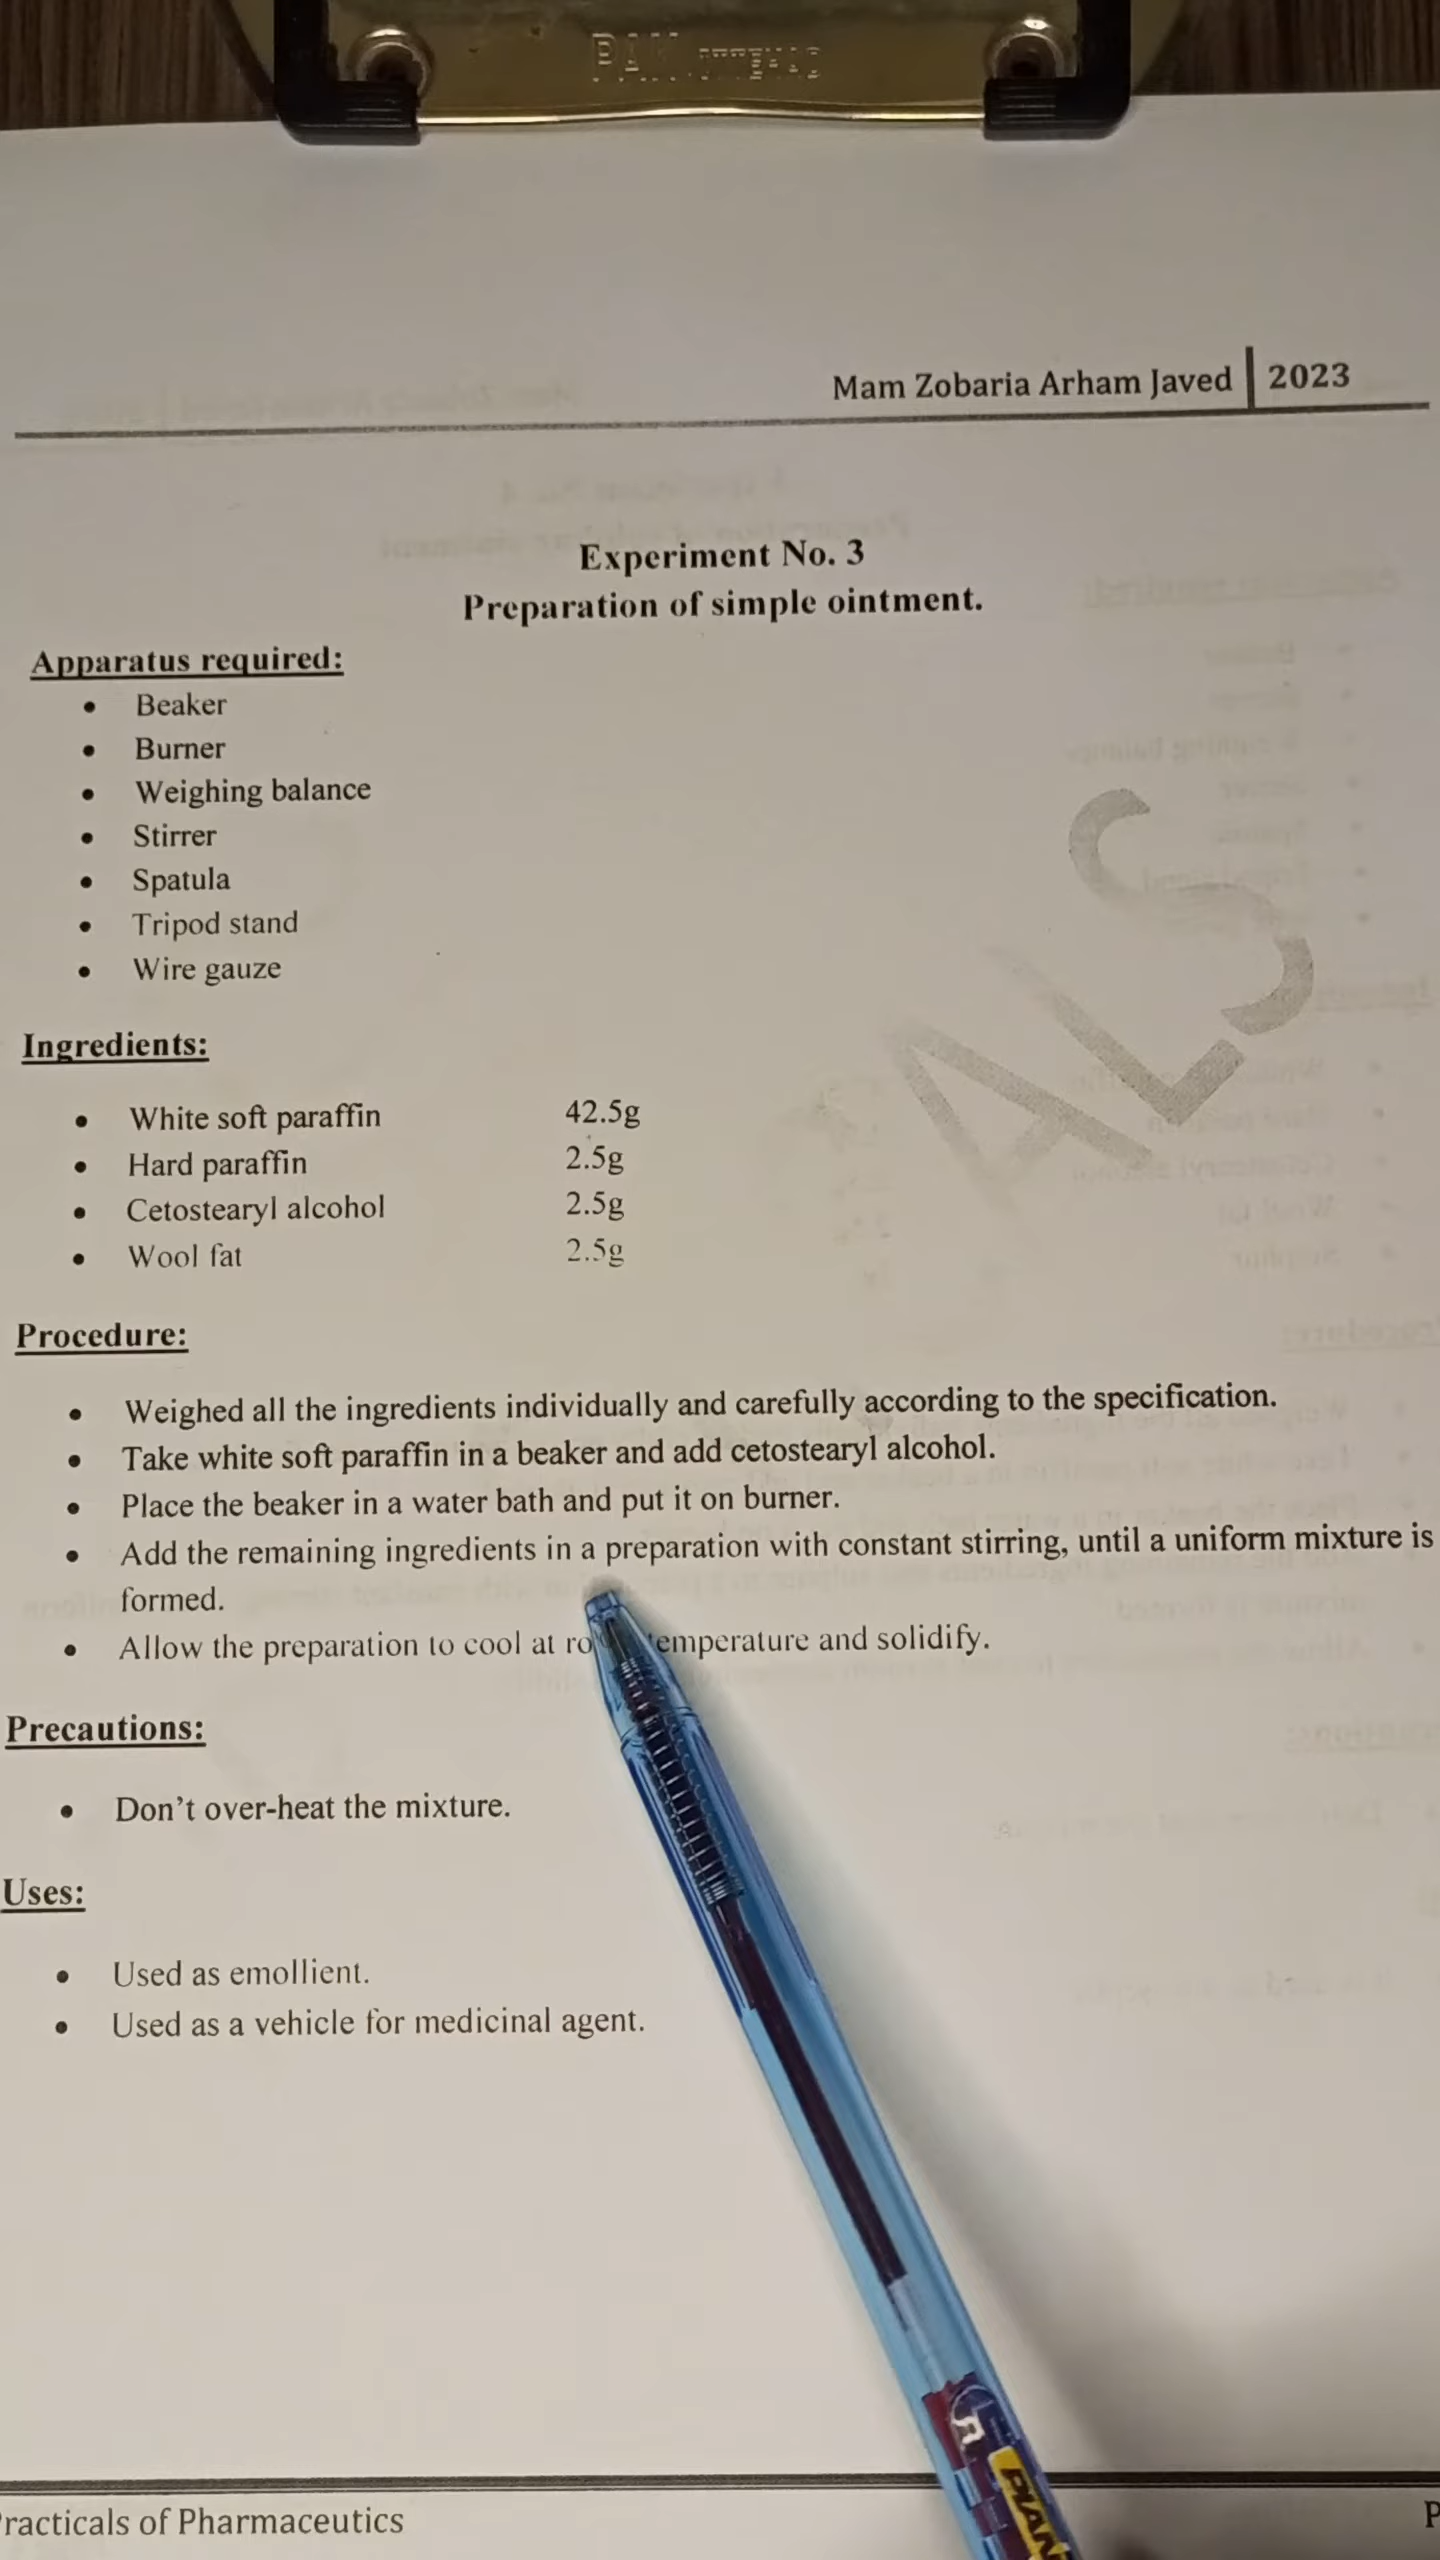 Mam Zobaria Arham Javed 2023
Experiment No. 3
Preparation of simple ointment.
Apparatus required:
• Beaker
• Burner
• Weighing balance
• Stirrer
• Spatula
• Tripod stand
• Wire gauze
ALS
Ingredients:
• White soft paraffin 42.5g
• Hard paraffin 2.5g
• Cetostearyl alcohol 2.5g
• Wool fat 2.5g
Procedure:
• Weighed all the ingredients individually and carefully according to the specification.
• Take white soft paraffin in a beaker and add cetostearyl alcohol.
• Place the beaker in a water bath and put it on burner.
• Add the remaining ingredients in a preparation with constant stirring, until a uniform mixture is
formed.
• Allow the preparation to cool at ro emperature and solidify.
Precautions:
• Don't over-heat the mixture.
Uses:
• Used as emollient.
• Used as a vehicle for medicinal agent.
racticals of Pharmaceutics P
PIAN